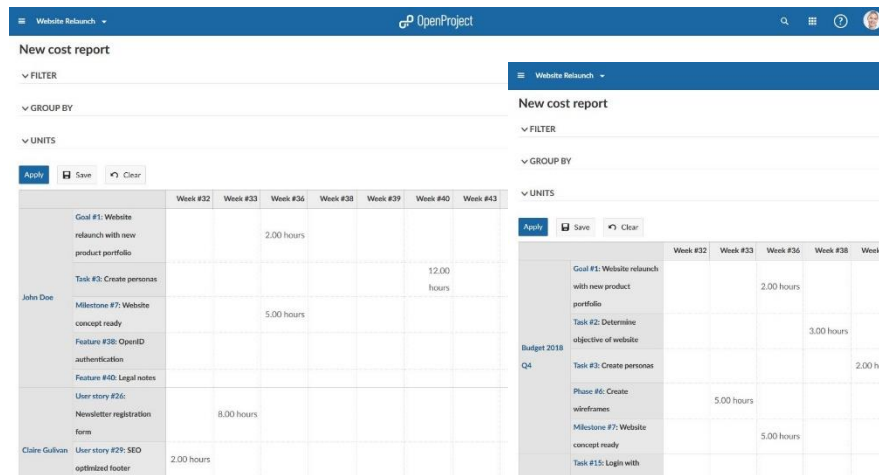 Website Relaunch
OpenProject
New cost report
FILTER
GROUP BY
UNITS
Apply Save Clear
Week #32 Week #33 Week #36 Week #38 Week #39 Week #40 Week #43
John Doe
Goal #1: Website
relaunch with new
product portfolio
2.00 hours
Task #3: Create personas
12.00
hours
Milestone #7: Website
concept ready
5.00 hours
Feature #38: OpenID
authentication
Feature #40: Legal notes
Claire Gulivan
User story #26:
Newsletter registration
form
8.00 hours
User story #29: SEO
optimized footer
2.00 hours
Website Relaunch
New cost report
FILTER
GROUP BY
UNITS
Apply Save Clear
Week #32 Week #33 Week #36 Week #38 Week
Budget 2018
Q4
Goal #1: Website relaunch
with new product
portfolio
2.00 hours
Task #2: Determine
objective of website
3.00 hours
Task #3: Create personas
2.00 h
Phase #6: Create
wireframes
5.00 hours
Milestone #7: Website
concept ready
5.00 hours
Task #15: Login with